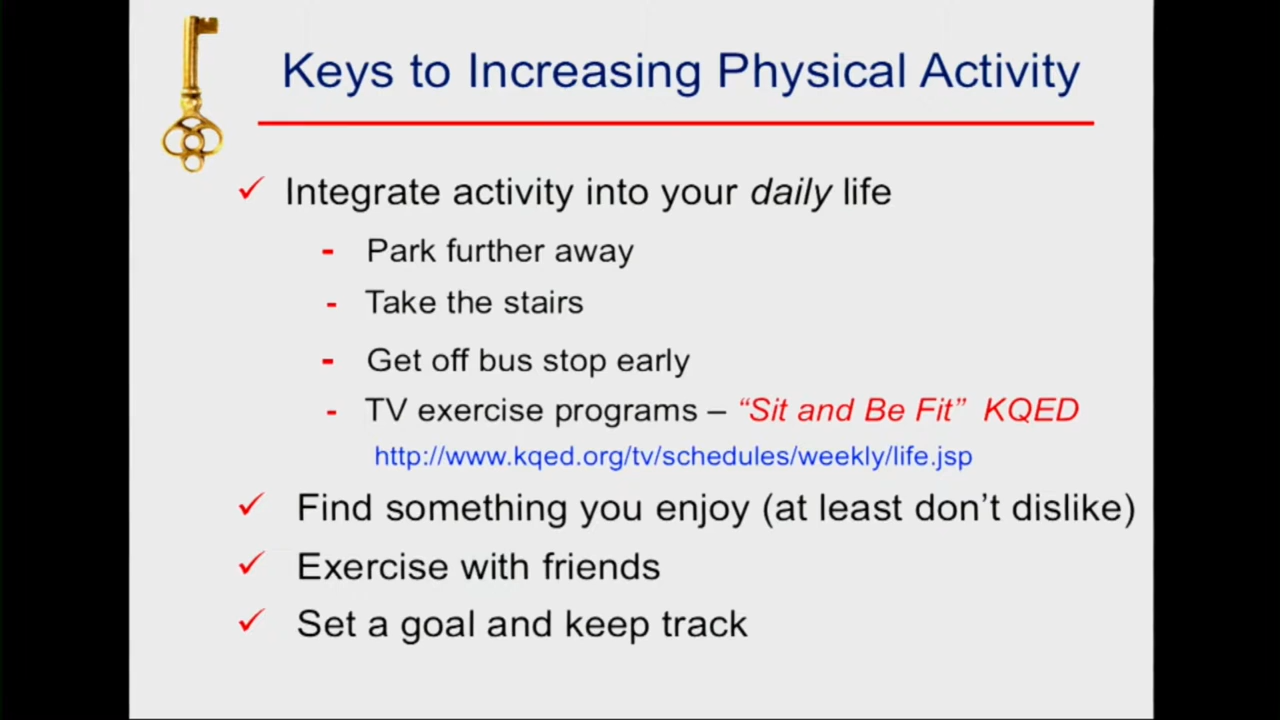 Keys to Increasing Physical Activity
✓ Integrate activity into your daily life
- Park further away
- Take the stairs
- Get off bus stop early
- TV exercise programs – “Sit and Be Fit” KQED
http://www.kqed.org/tv/schedules/weekly/life.jsp
✓ Find something you enjoy (at least don’t dislike)
✓ Exercise with friends
✓ Set a goal and keep track